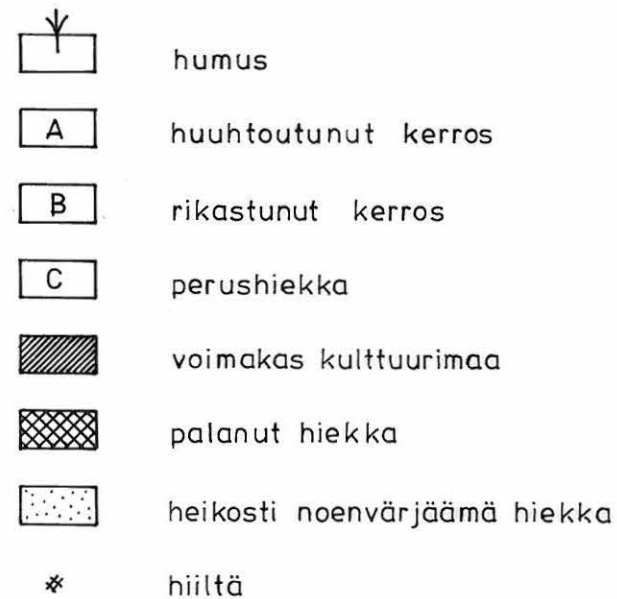 humus
A huuhtoutunut kerros
B rikastunut kerros
C perushiekka
voimakas kulttuurimaa
palanut hiekka
heikosti noenvärjäämä hiekka
hiiltä